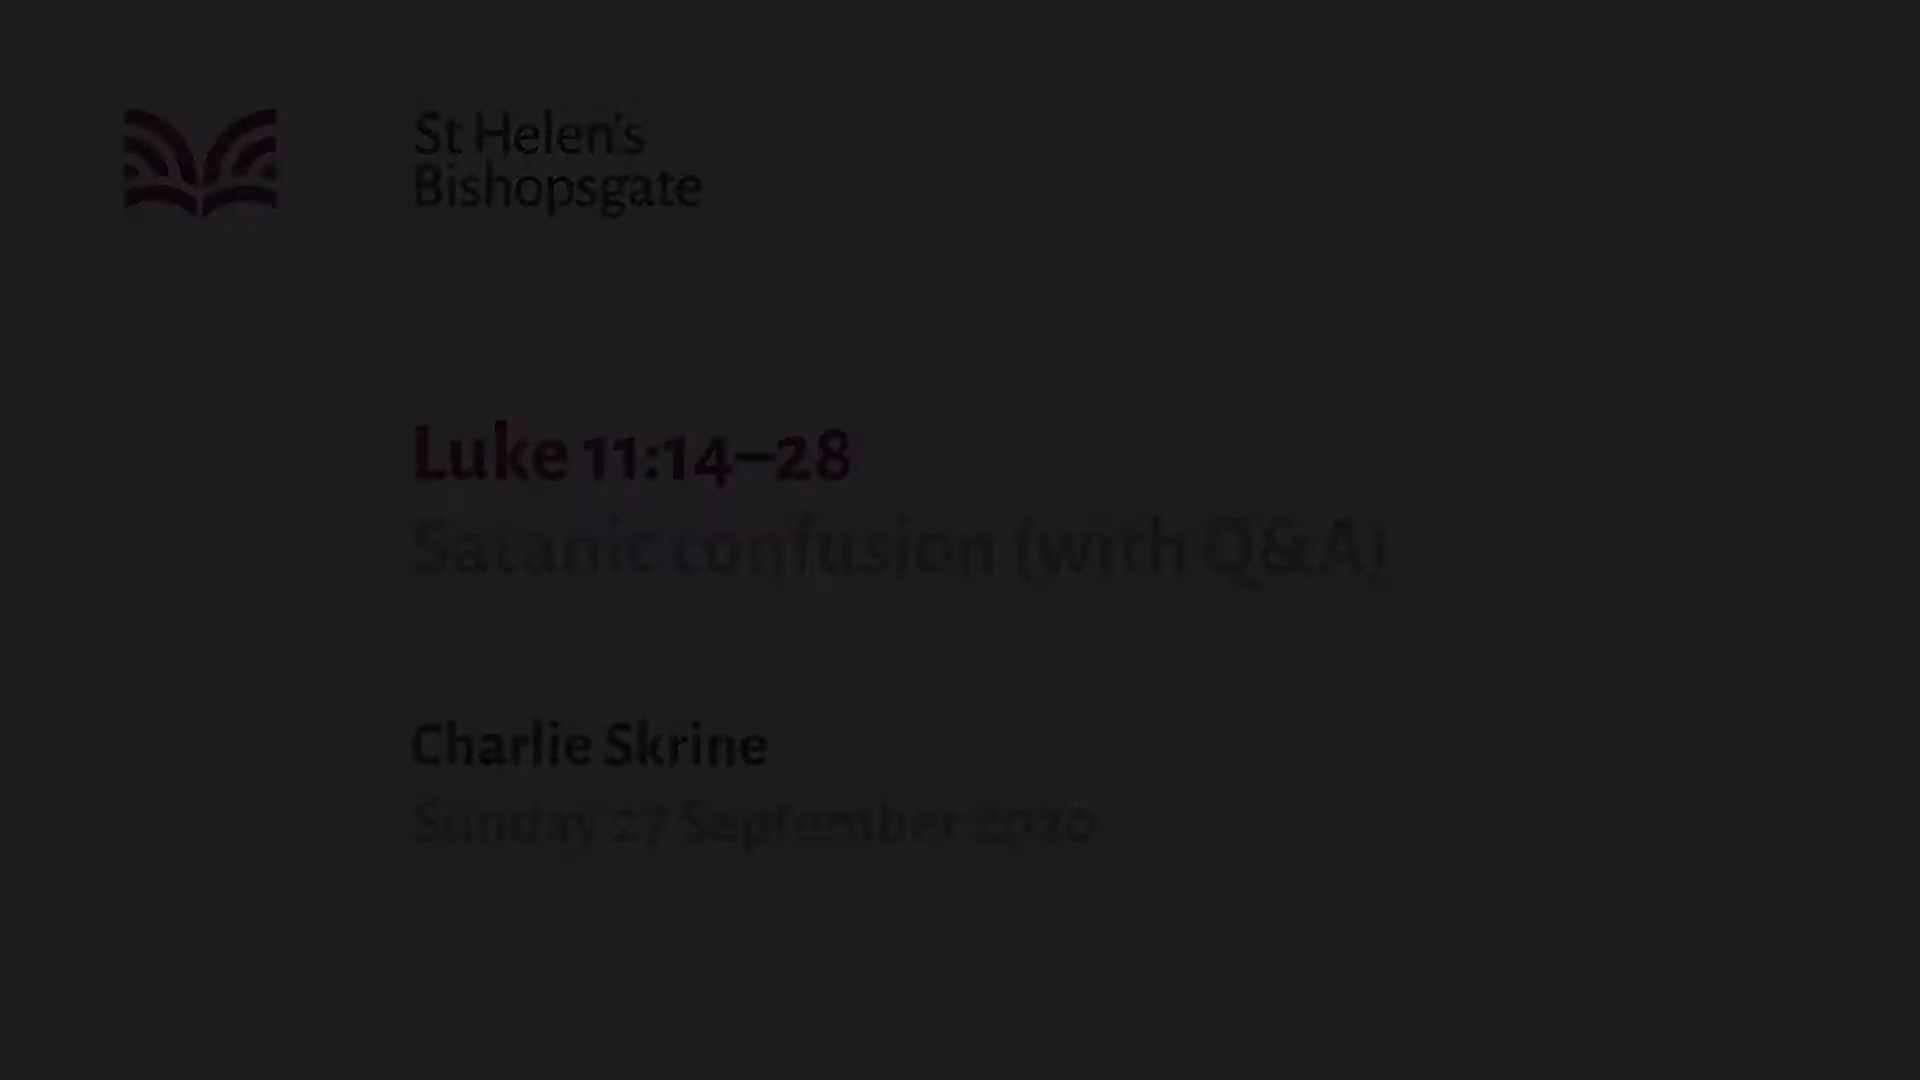 St Helen's
Bishopsgate
Luke 11:14–28
Satanic confusion (with Q&A)
Charlie Skrine
Sunday 27 September 2020